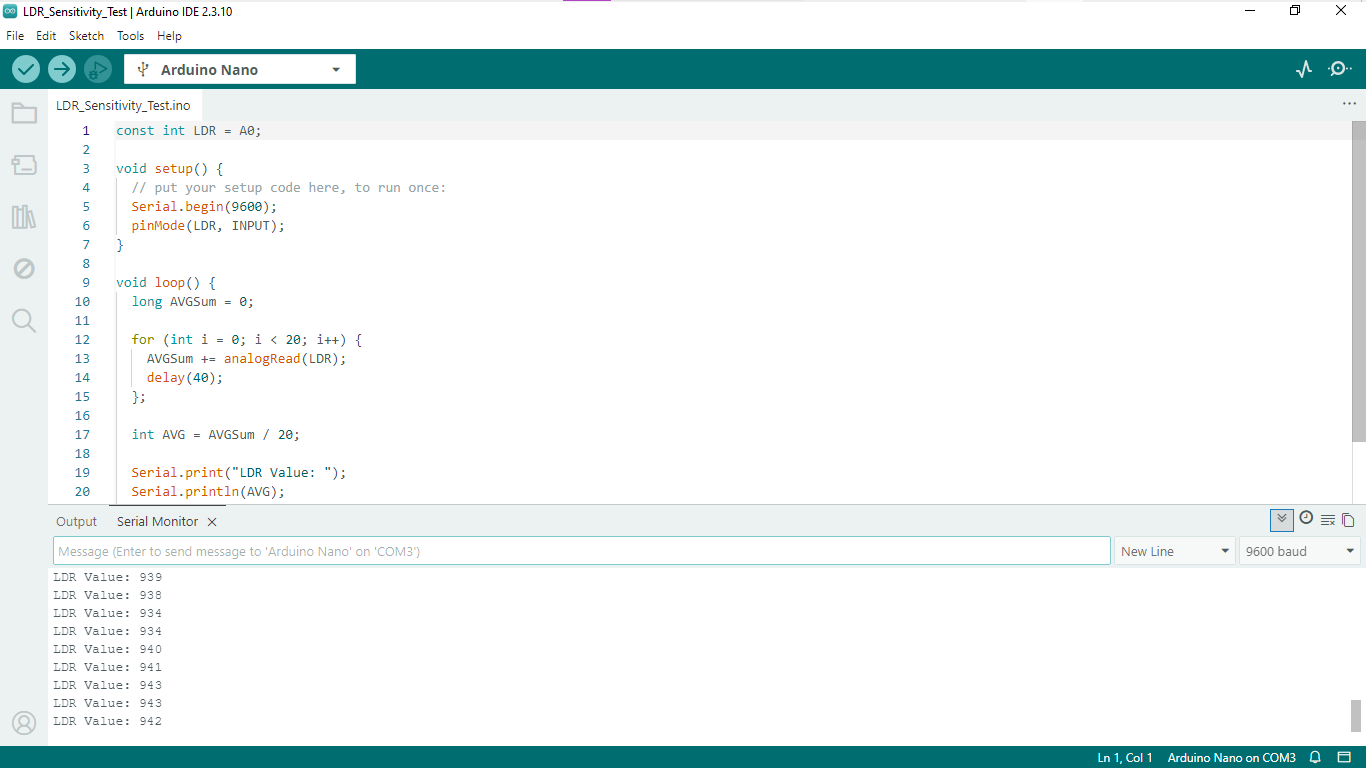 LDR_Sensitivity_Test | Arduino IDE 2.3.10
File Edit Sketch Tools Help
Arduino Nano
LDR_Sensitivity_Test.ino
1 const int LDR = A0;
2
3 void setup() {
4 // put your setup code here, to run once:
5 Serial.begin(9600);
6 pinMode(LDR, INPUT);
7 }
8
9 void loop() {
10 long AVGSum = 0;
11
12 for (int i = 0; i < 20; i++) {
13 AVGSum += analogRead(LDR);
14 delay(40);
15 };
16
17 int AVG = AVGSum / 20;
18
19 Serial.print("LDR Value: ");
20 Serial.println(AVG);
Output Serial Monitor
Message (Enter to send message to 'Arduino Nano' on 'COM3') New Line 9600 baud
LDR Value: 939
LDR Value: 938
LDR Value: 934
LDR Value: 934
LDR Value: 940
LDR Value: 941
LDR Value: 943
LDR Value: 943
LDR Value: 942
Ln 1, Col 1 Arduino Nano on COM3